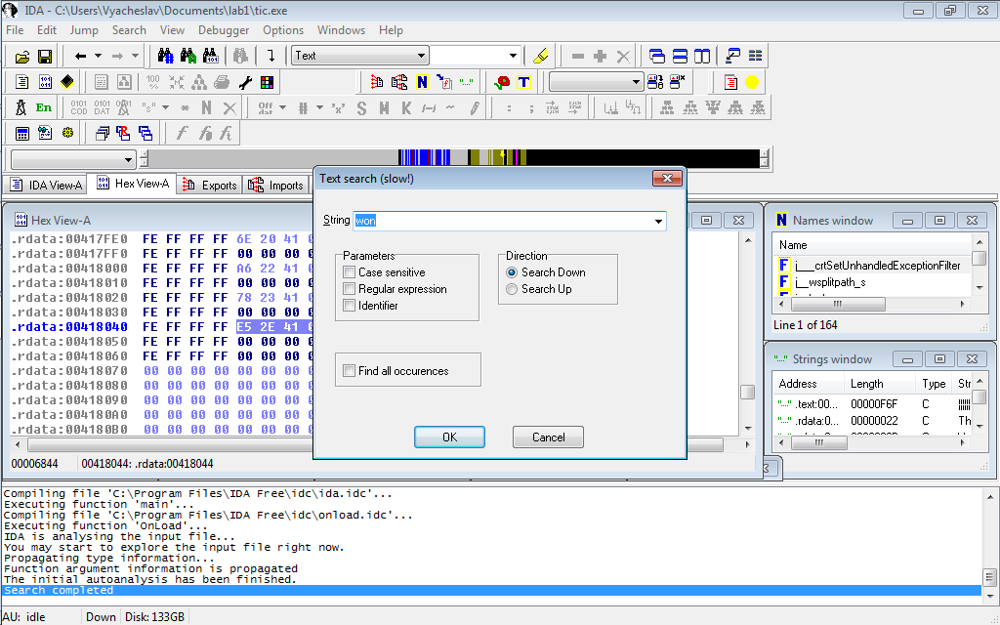 IDA - C:\Users\Vyacheslav\Documents\lab1\tic.exe
File Edit Jump Search View Debugger Options Windows Help
Text
En
IDA View-A Hex View-A Exports Imports
Hex View-A
.rdata:00417FE0 FE FF FF FF 6E 20 41
.rdata:00417FF0 FE FF FF FF 00 00 00
.rdata:00418000 FE FF FF FF A6 22 41
.rdata:00418010 FE FF FF FF 00 00 00
.rdata:00418020 FE FF FF FF 78 23 41
.rdata:00418030 FE FF FF FF 00 00 00
.rdata:00418040 FE FF FF FF E5 2E 41
.rdata:00418050 FE FF FF FF 00 00 00
.rdata:00418060 FE FF FF FF 00 00 00
.rdata:00418070 00 00 00 00 00 00 00
.rdata:00418080 00 00 00 00 00 00 00
.rdata:00418090 00 00 00 00 00 00 00
.rdata:004180A0 00 00 00 00 00 00 00
.rdata:004180B0 00 00 00 00 00 00 00
00006844 00418044: .rdata:00418044
Text search (slow!)
String won
Parameters
Case sensitive
Regular expression
Identifier
Direction
Search Down
Search Up
Find all occurences
OK Cancel
Names window
Name
j___crtSetUnhandledExceptionFilter
j__wsplitpath_s
Line 1 of 164
Strings window
Address Length Type Str
.text:00... 00000F6F C
.rdata:0... 00000022 C Th
Compiling file 'C:\Program Files\IDA Free\idc\ida.idc'...
Executing function 'main'...
Compiling file 'C:\Program Files\IDA Free\idc\onload.idc'...
Executing function 'OnLoad'...
IDA is analysing the input file...
You may start to explore the input file right now.
Propagating type information...
Function argument information is propagated
The initial autoanalysis has been finished.
Search completed
AU: idle Down Disk: 133GB